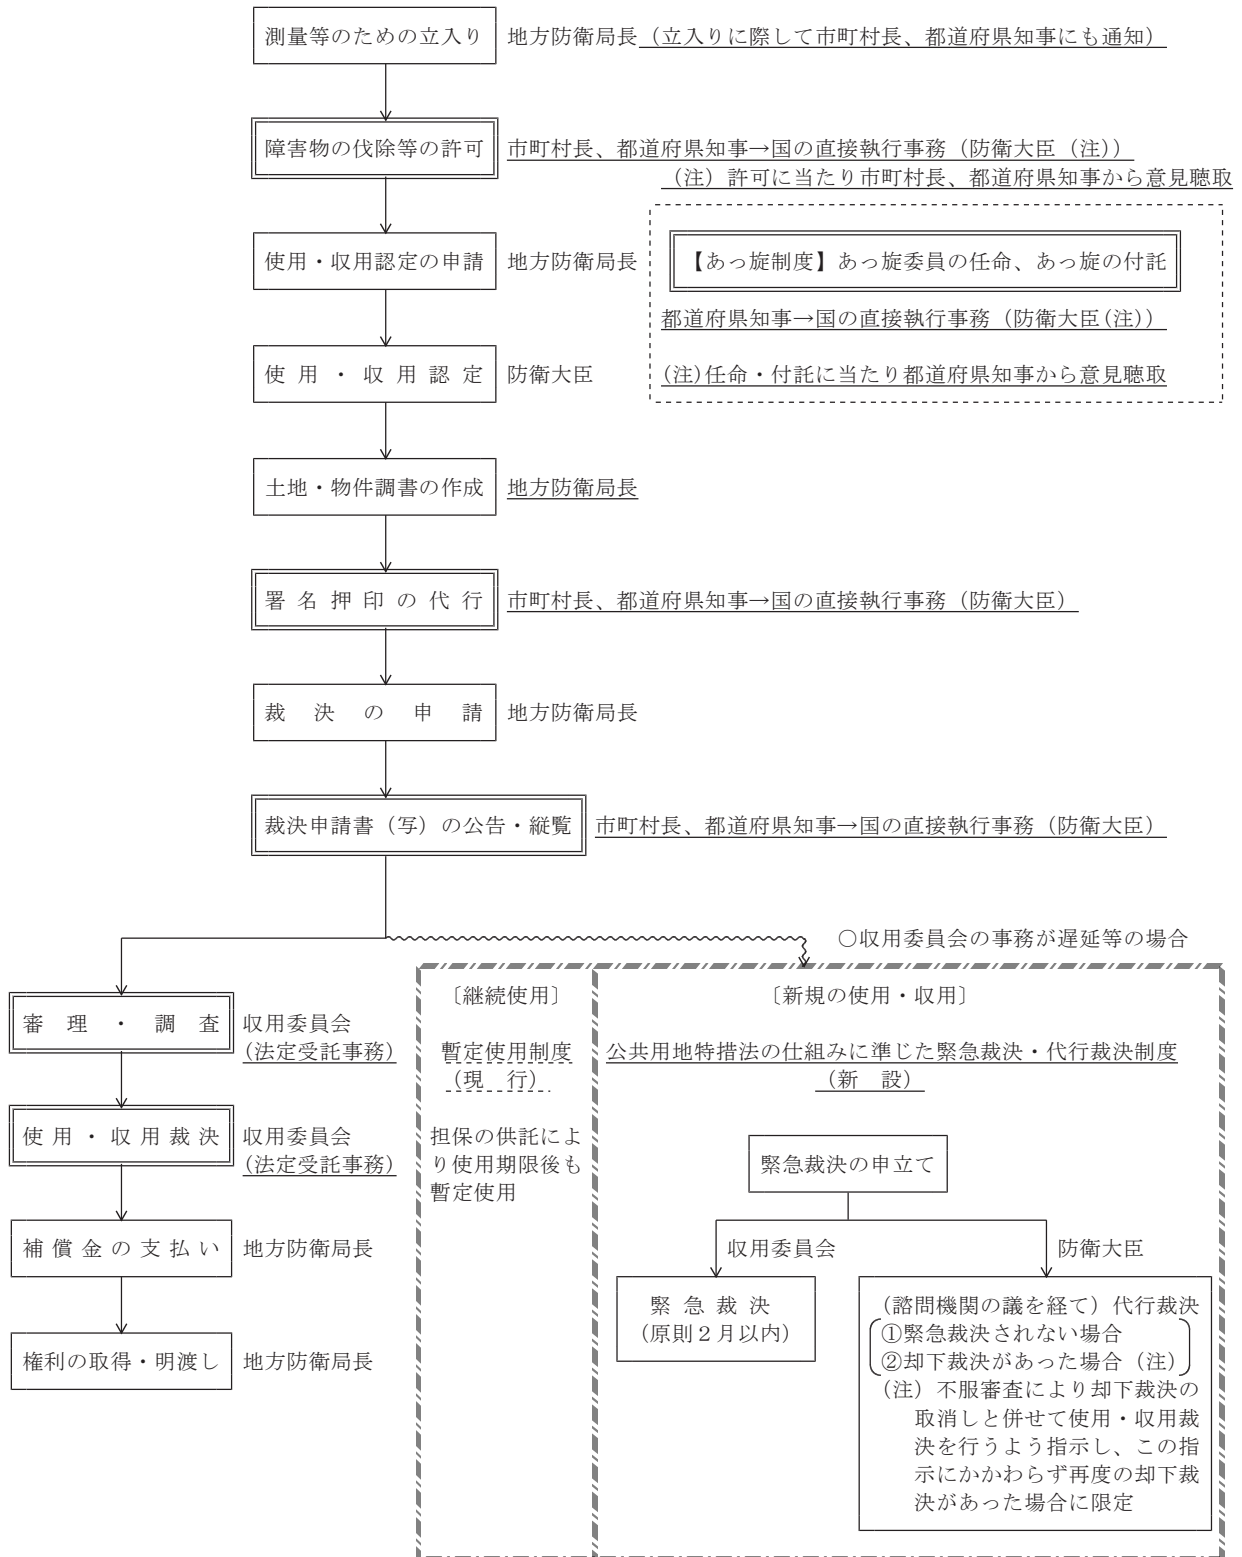 測量等のための立入り 地方防衛局長(立入りに際して市町村長、都道府県知事にも通知)
障害物の伐除等の許可 市町村長、都道府県知事→国の直接執行事務(防衛大臣(注))
(注)許可に当たり市町村長、都道府県知事から意見聴取
使用・収用認定の申請 地方防衛局長
【あっ旋制度】あっ旋委員の任命、あっ旋の付託
都道府県知事→国の直接執行事務(防衛大臣(注))
使用・収用認定 防衛大臣
(注)任命・付託に当たり都道府県知事から意見聴取
土地・物件調書の作成 地方防衛局長
署名押印の代行 市町村長、都道府県知事→国の直接執行事務(防衛大臣)
裁決の申請 地方防衛局長
裁決申請書(写)の公告・縦覧 市町村長、都道府県知事→国の直接執行事務(防衛大臣)
○収用委員会の事務が遅延等の場合
審理・調査 収用委員会
(法定受託事務)
使用・収用裁決 収用委員会
(法定受託事務)
補償金の支払い 地方防衛局長
権利の取得・明渡し 地方防衛局長
〔継続使用〕
暫定使用制度
(現 行)
担保の供託によ
り使用期限後も
暫定使用
〔新規の使用・収用〕
公共用地特措法の仕組みに準じた緊急裁決・代行裁決制度
(新 設)
緊急裁決の申立て
収用委員会
緊急裁決
(原則2月以内)
防衛大臣
(諮問機関の議を経て)代行裁決
①緊急裁決されない場合
②却下裁決があった場合(注)
(注)不服審査により却下裁決の
取消しと併せて使用・収用裁
決を行うよう指示し、この指
示にかかわらず再度の却下裁
決があった場合に限定